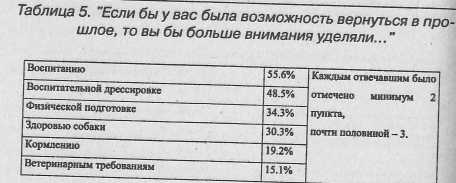 Таблица 5. "Если бы у вас была возможность вернуться в про-
шлое, то вы бы больше внимания уделяли..."
Воспитанию 55.6% Каждым отвечавшим было
Воспитательной дрессировке 48.5% отмечено минимум 2
Физической подготовке 34.3% пункта,
Здоровью собаки 30.3% почти половиной – 3.
Кормлению 19.2%
Ветеринарным требованиям 15.1%